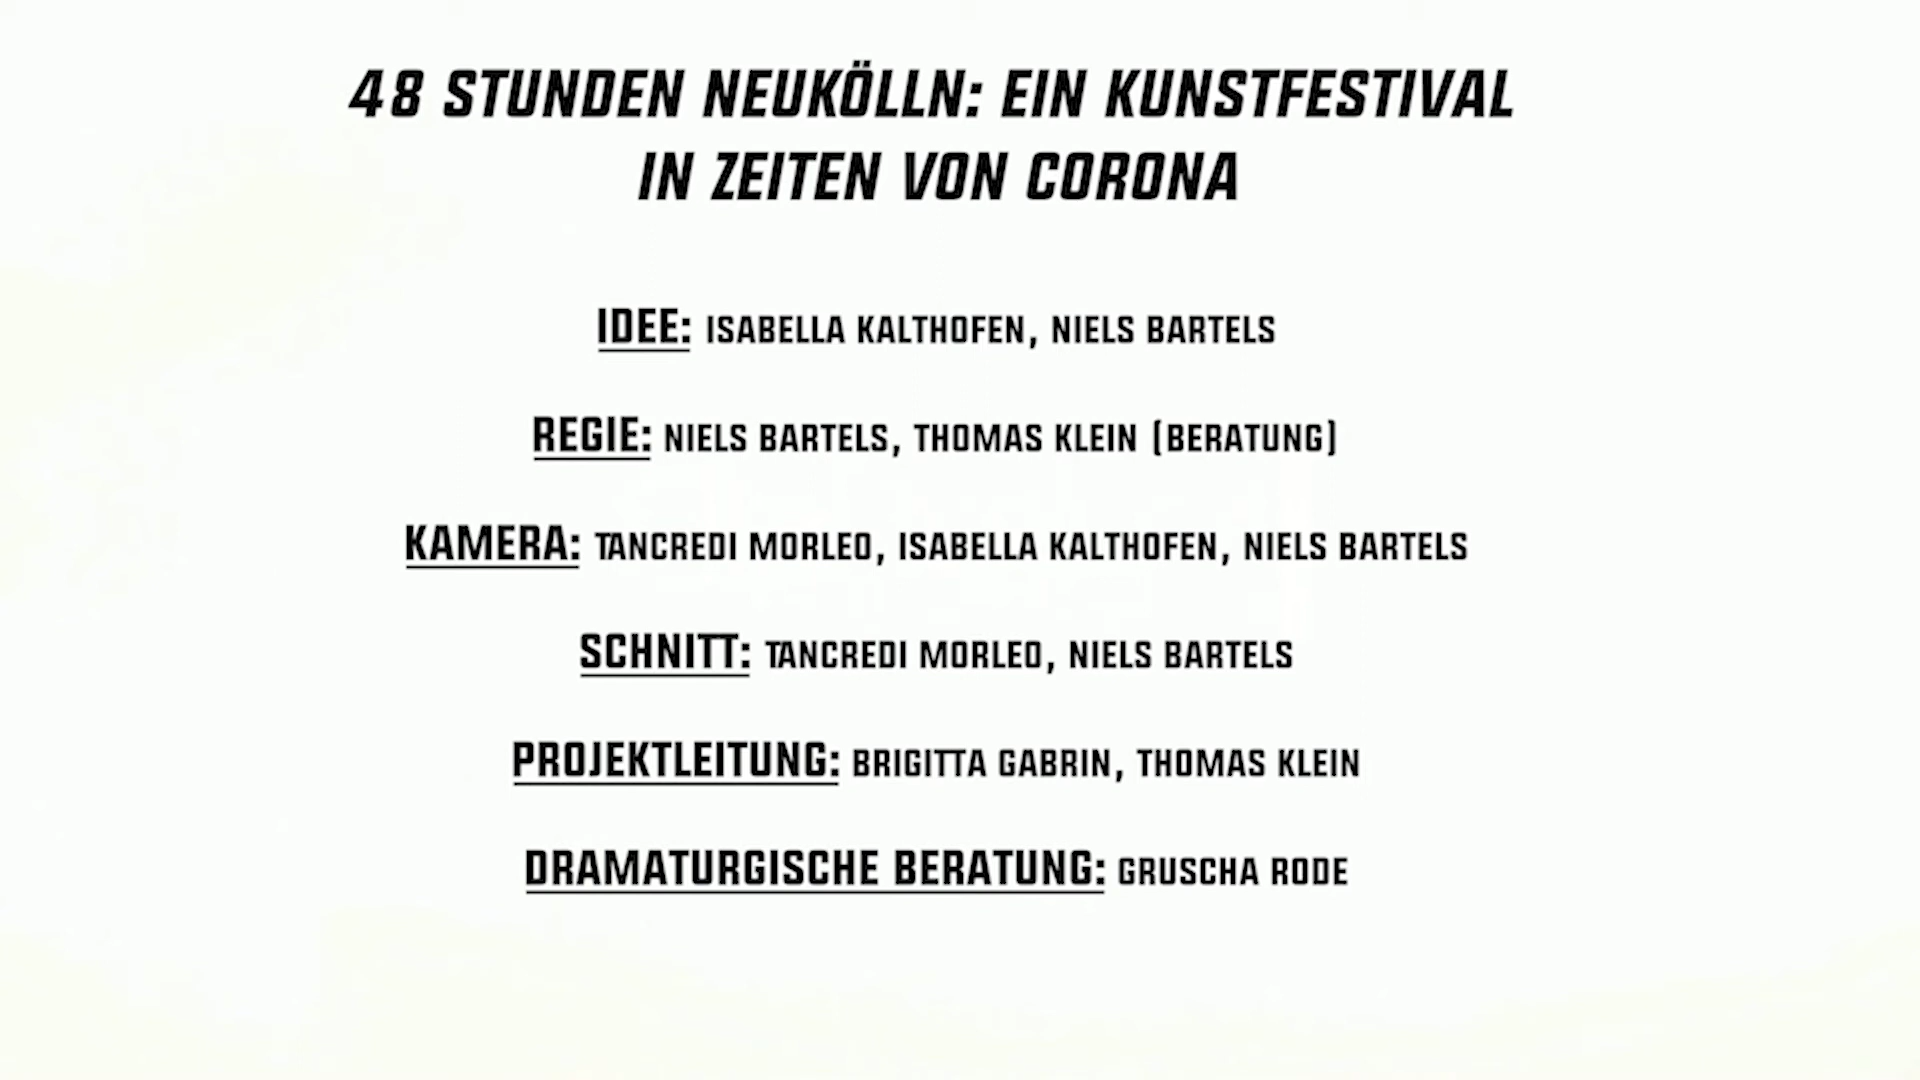 48 STUNDEN NEUKÖLLN: EIN KUNSTFESTIVAL
IN ZEITEN VON CORONA
IDEE: ISABELLA KALTHOFEN, NIELS BARTELS
REGIE: NIELS BARTELS, THOMAS KLEIN (BERATUNG)
KAMERA: TANCREDI MORLEO, ISABELLA KALTHOFEN, NIELS BARTELS
SCHNITT: TANCREDI MORLEO, NIELS BARTELS
PROJEKTLEITUNG: BRIGITTA GABRIN, THOMAS KLEIN
DRAMATURGISCHE BERATUNG: GRUSCHA RODE